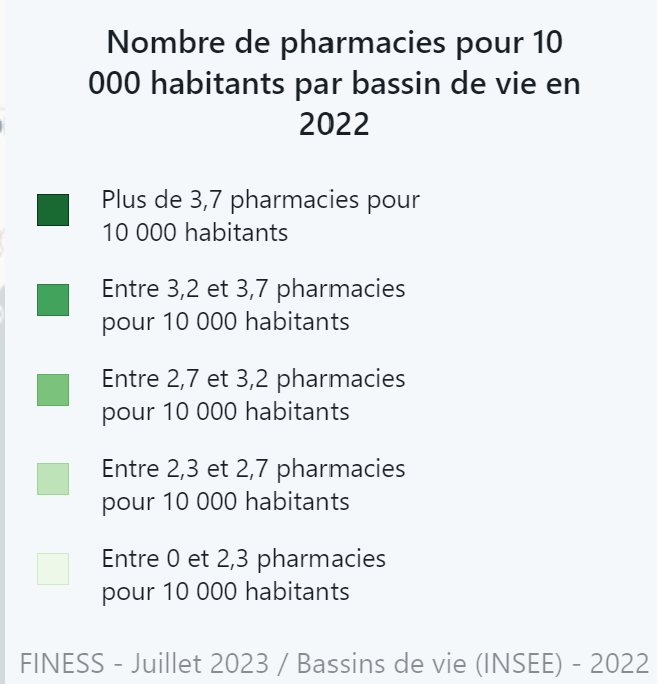 Nombre de pharmacies pour 10
000 habitants par bassin de vie en
2022
Plus de 3,7 pharmacies pour
10 000 habitants
Entre 3,2 et 3,7 pharmacies
pour 10 000 habitants
Entre 2,7 et 3,2 pharmacies
pour 10 000 habitants
Entre 2,3 et 2,7 pharmacies
pour 10 000 habitants
Entre 0 et 2,3 pharmacies
pour 10 000 habitants
FINESS - Juillet 2023 / Bassins de vie (INSEE) - 2022